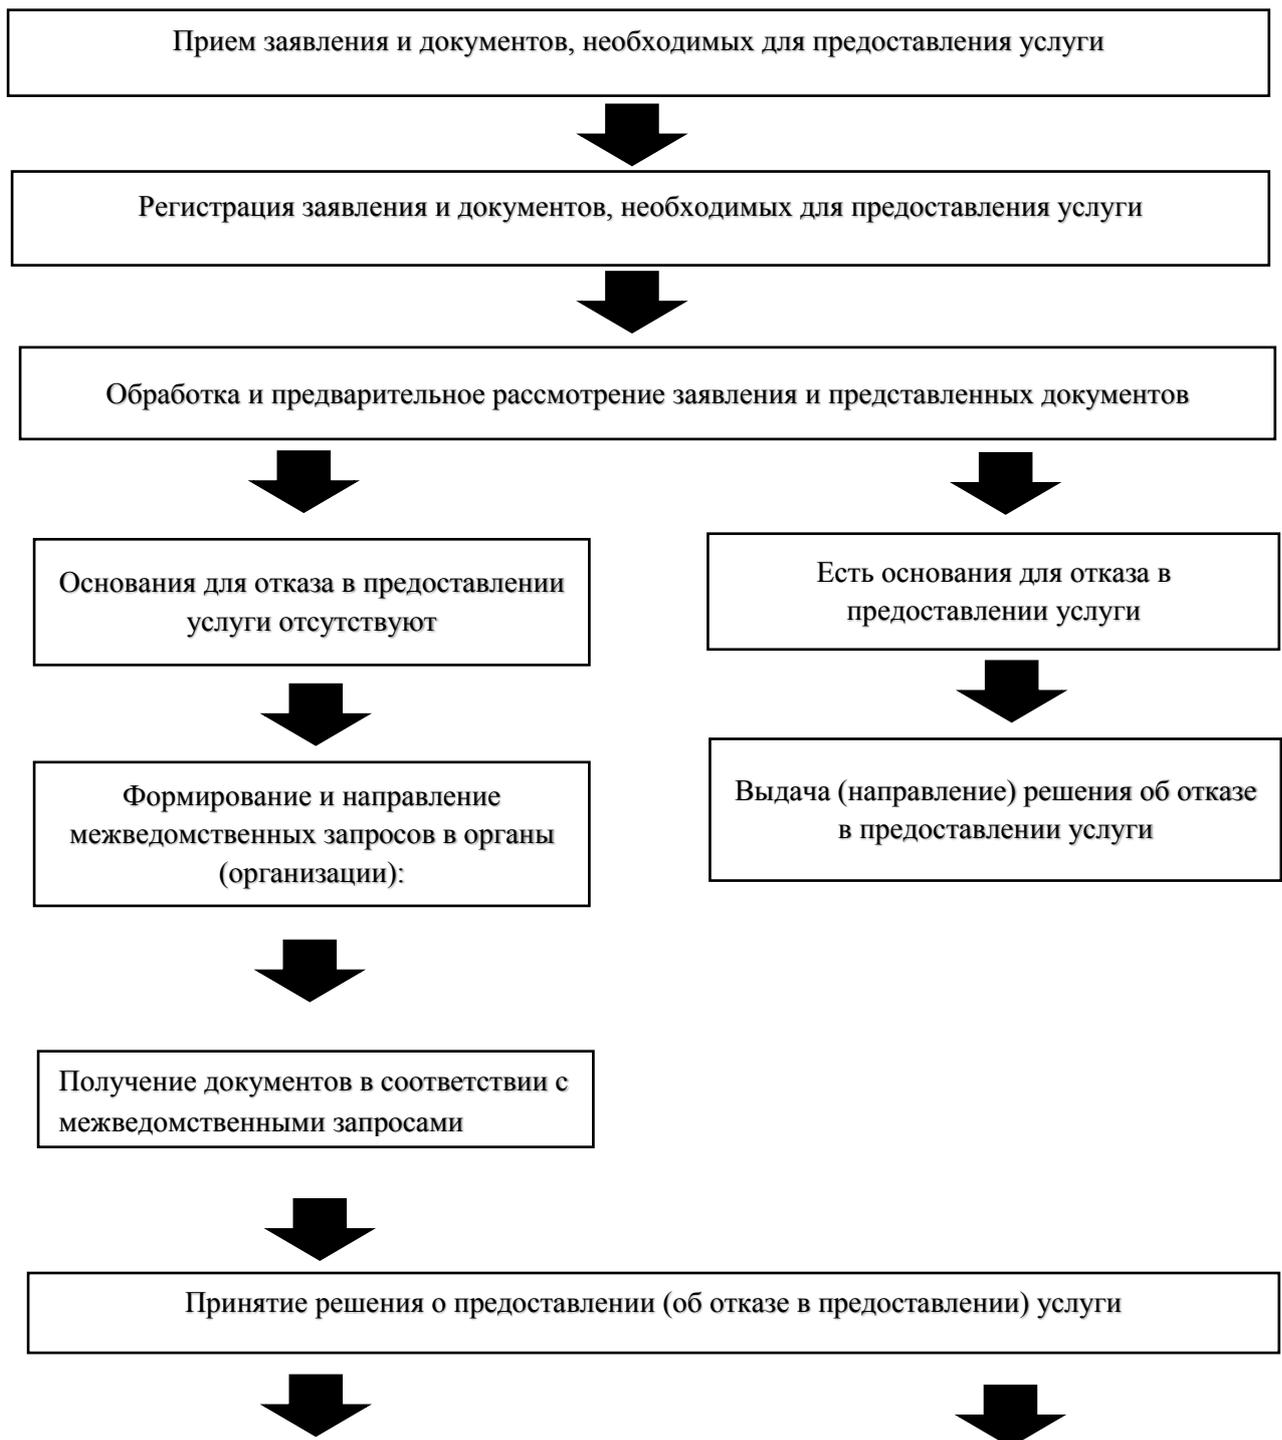 Прием заявления и документов, необходимых для предоставления услуги
Регистрация заявления и документов, необходимых для предоставления услуги
Обработка и предварительное рассмотрение заявления и представленных документов
Основания для отказа в предоставлении
услуги отсутствуют
Есть основания для отказа в
предоставлении услуги
Формирование и направление
межведомственных запросов в органы
(организации):
Выдача (направление) решения об отказе
в предоставлении услуги
Получение документов в соответствии с
межведомственными запросами
Принятие решения о предоставлении (об отказе в предоставлении) услуги